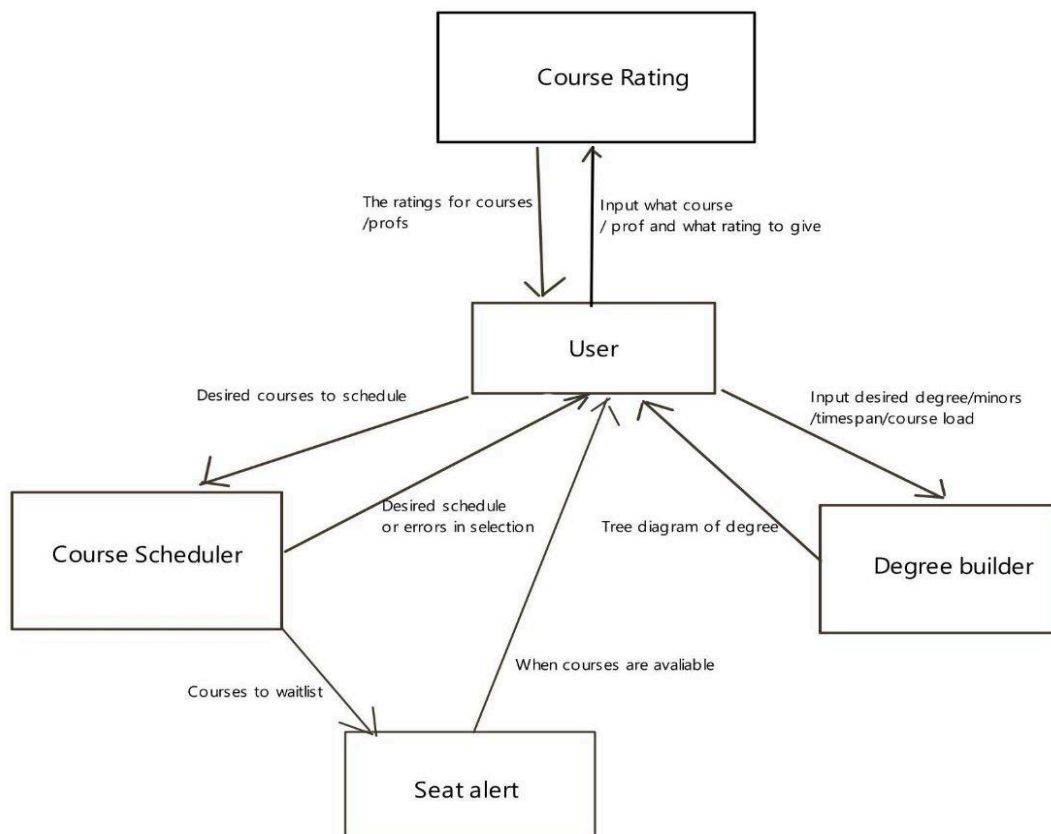 Course Rating
The ratings for courses
/profs
Input what course
/ prof and what rating to give
User
Desired courses to schedule
Input desired degree/minors
/timespan/course load
Desired schedule
or errors in selection
Tree diagram of degree
Course Scheduler
Degree builder
When courses are avaliable
Courses to waitlist
Seat alert